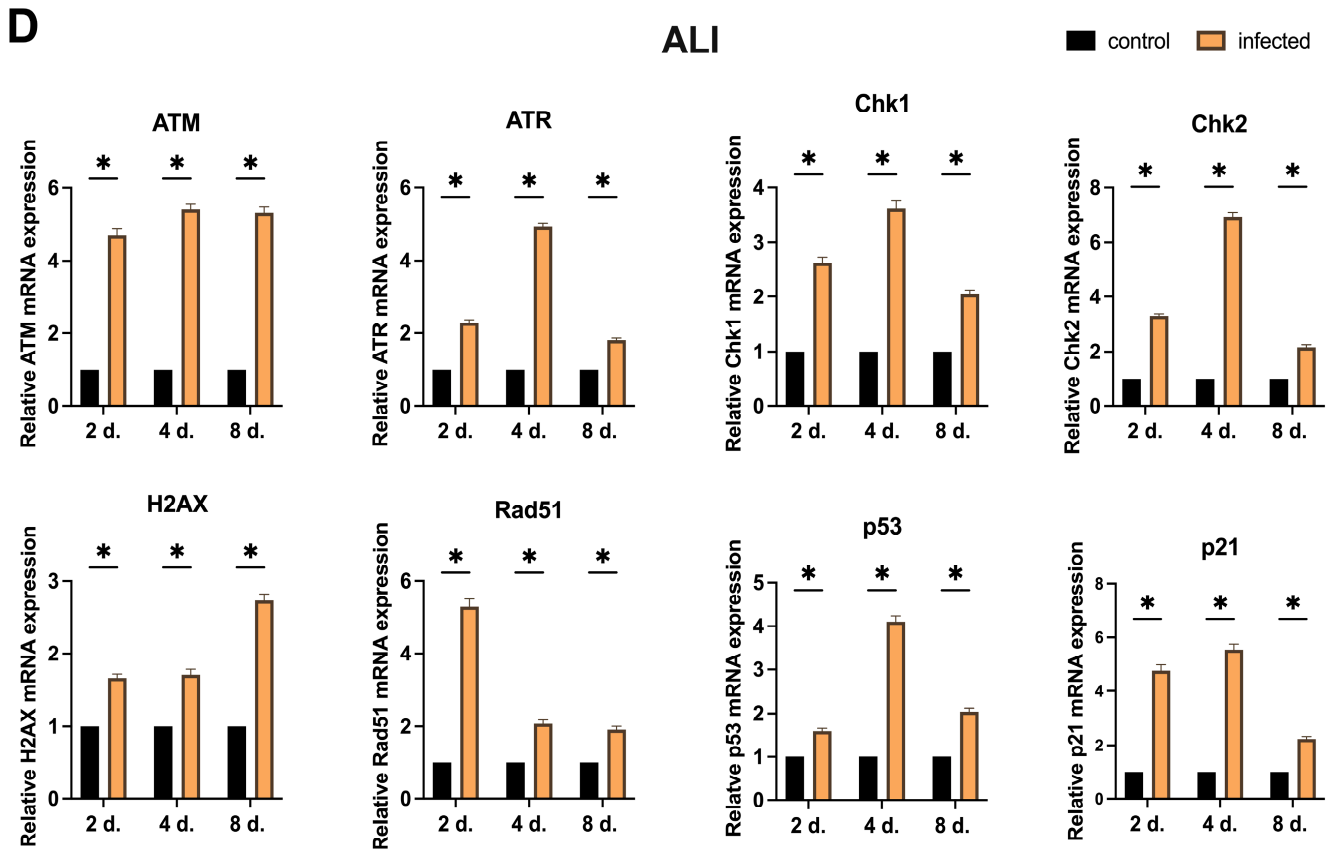 D
ALI
control
infected
ATM
Relative ATM mRNA expression
6
4
2
0
* * *
2 d. 4 d. 8 d.
ATR
Relative ATR mRNA expression
6
4
2
0
* * *
2 d. 4 d. 8 d.
Chk1
Relative Chk1 mRNA expression
4
3
2
1
0
* * *
2 d. 4 d. 8 d.
Chk2
Relative Chk2 mRNA expression
8
6
4
2
0
* * *
2 d. 4 d. 8 d.
H2AX
Relative H2AX mRNA expression
3
2
1
0
* * *
2 d. 4 d. 8 d.
Rad51
Relative Rad51 mRNA expression
6
4
2
0
* * *
2 d. 4 d. 8 d.
p53
Relatve p53 mRNA expression
5
4
3
2
1
0
* * *
2 d. 4 d. 8 d.
p21
Relative p21 mRNA expression
8
6
4
2
0
* * *
2 d. 4 d. 8 d.